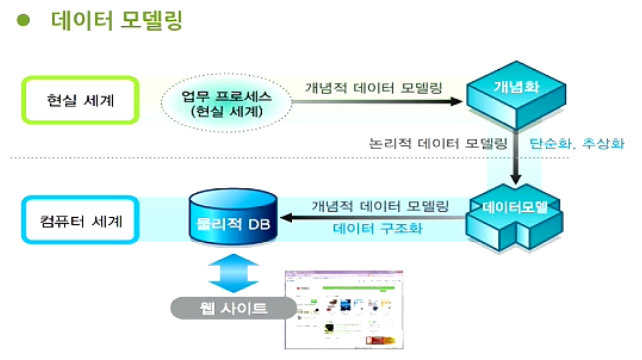 데이터 모델링
현실 세계
업무 프로세스
(현실 세계)
개념적 데이터 모델링
개념화
논리적 데이터 모델링
단순화, 추상화
컴퓨터 세계
물리적 DB
개념적 데이터 모델링
데이터 구조화
데이터모델
웹 사이트